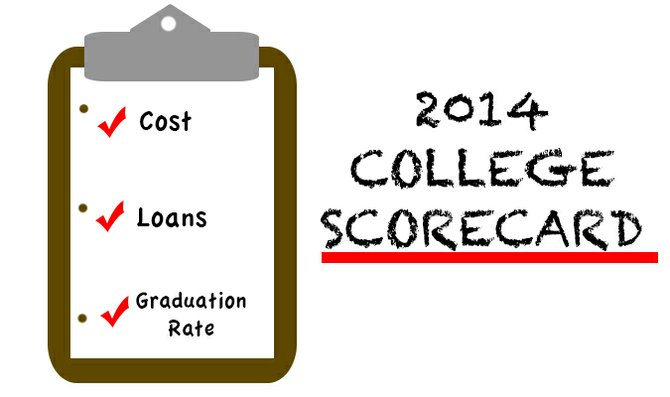 Cost
Loans
Graduation
Rate
2014
COLLEGE
SCORECARD